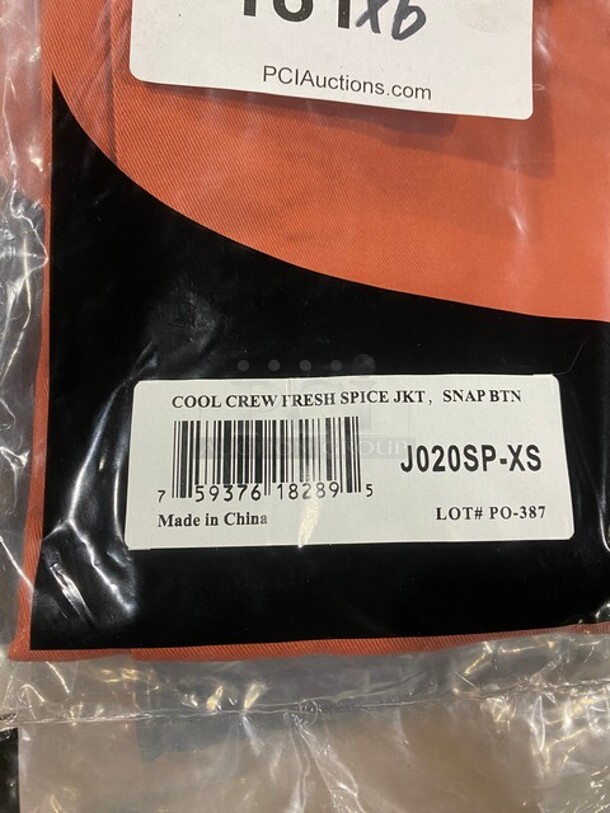 x6
PCIAuctions.com
COOL CREW FRESH SPICE JKT, SNAP BTN
J020SP-XS
7 59376 18289 5
Made in China
LOT# PO-387